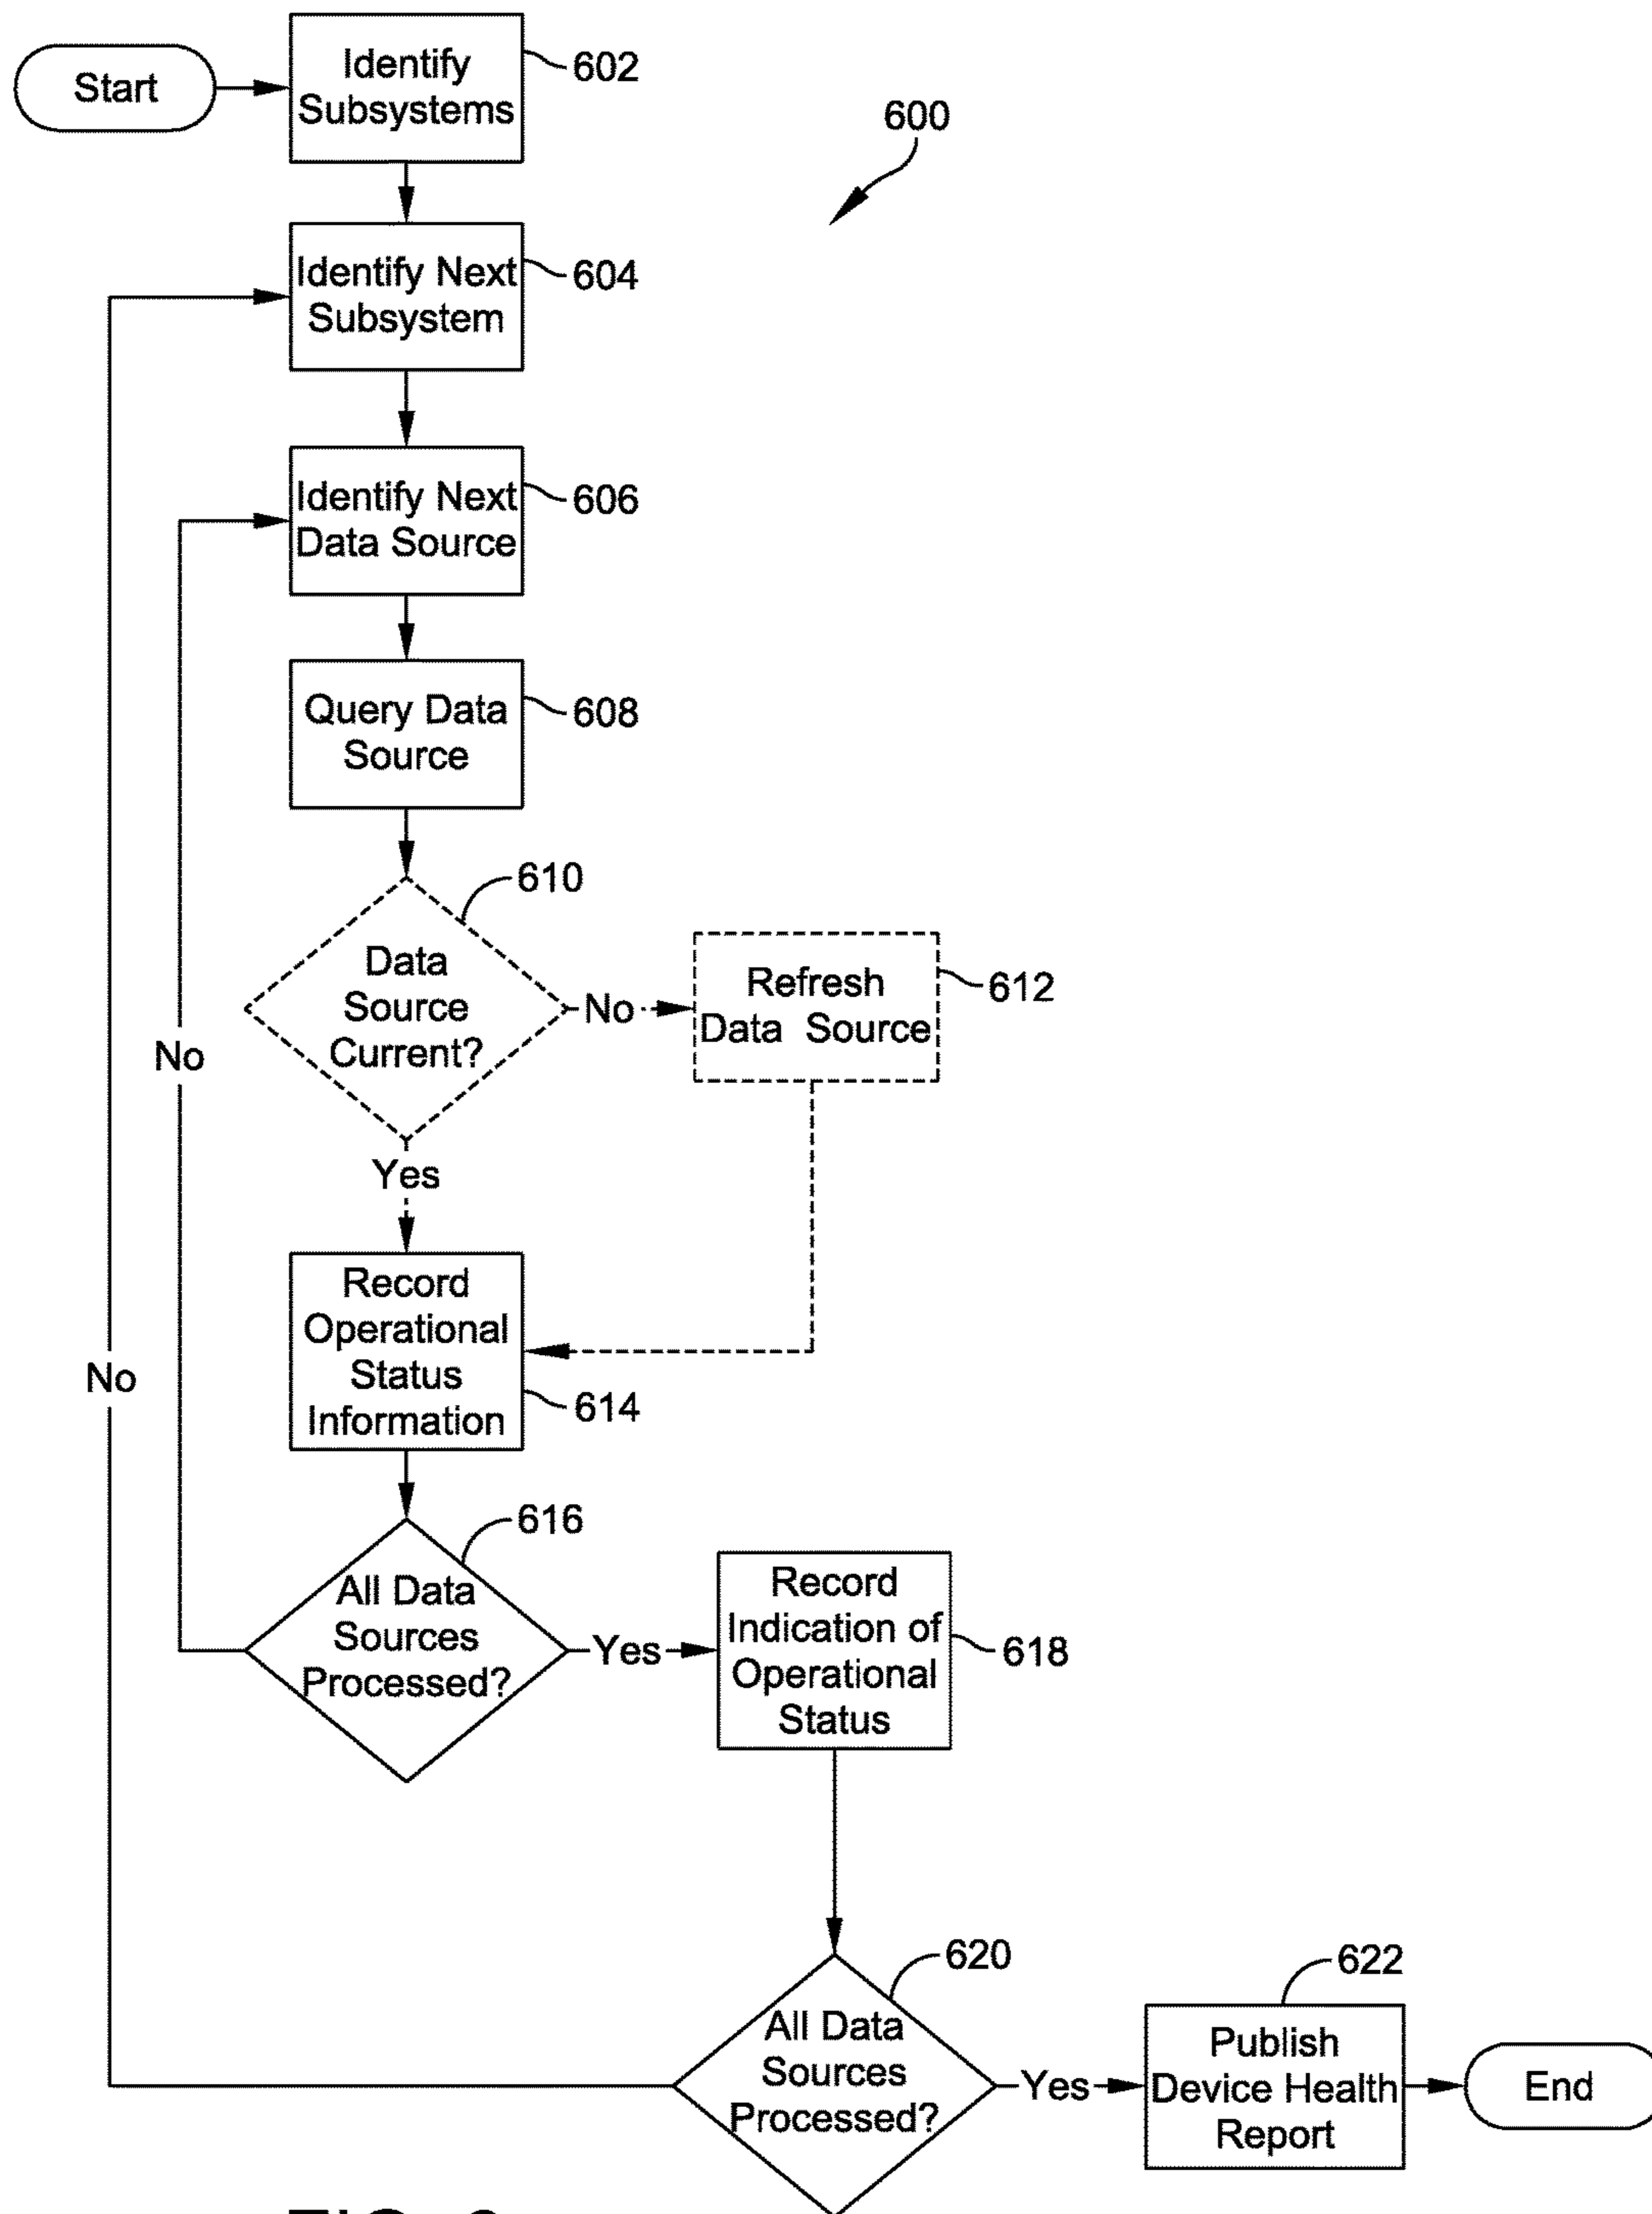 Start
Identify
Subsystems
602
600
Identify Next
Subsystem
604
Identify Next
Data Source
606
Query Data
Source
608
610
Data
Source
Current?
No
Refresh
Data Source
612
No
Yes
Record
Operational
Status
Information
614
No
616
All Data
Sources
Processed?
Yes
Record
Indication of
Operational
Status
618
620
All Data
Sources
Processed?
Yes
622
Publish
Device Health
Report
End